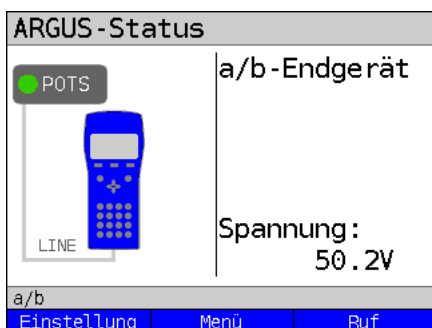 ARGUS-Status
POTS
LINE
a/b-Endgerät
Spannung:
50.2V
a/b
Einstellung Menü Ruf